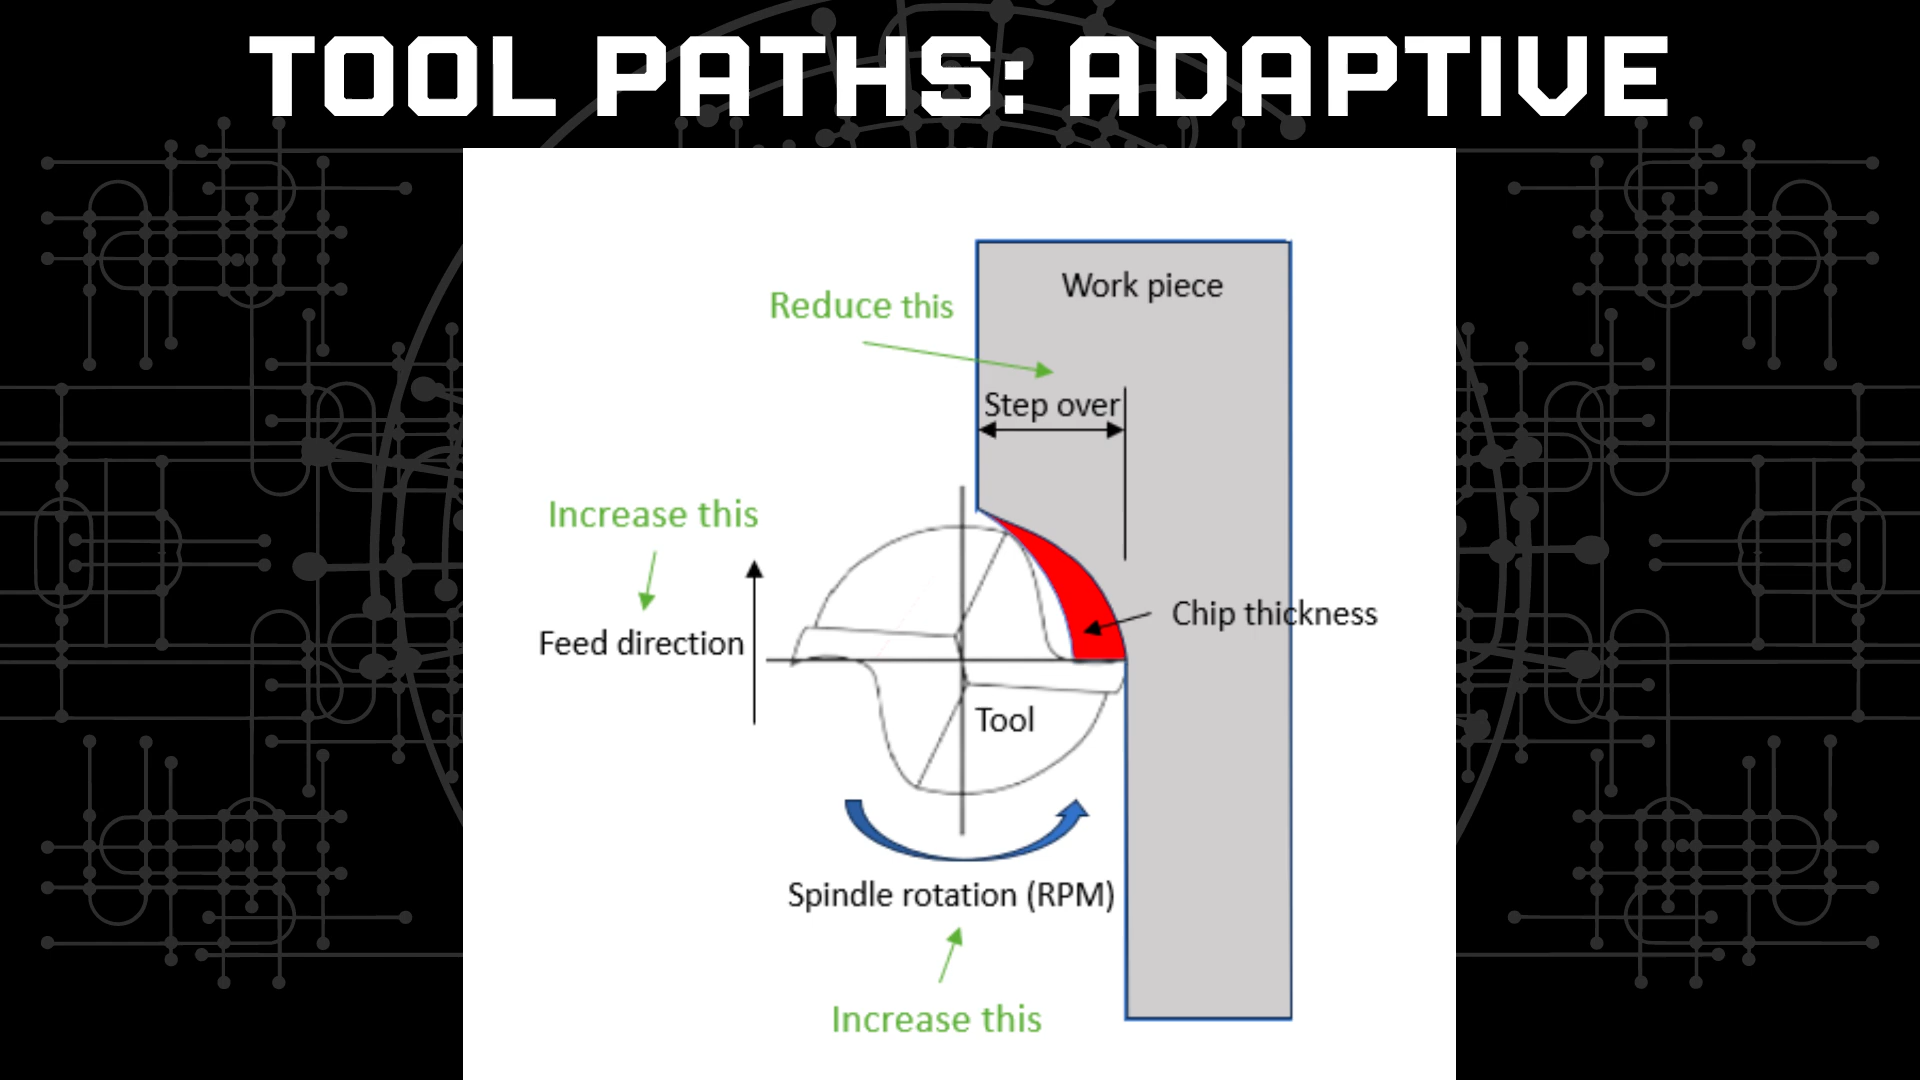 TOOL PATHS: ADAPTIVE
Work piece
Reduce this
Step over
Increase this
Chip thickness
Feed direction
Tool
Spindle rotation (RPM)
Increase this